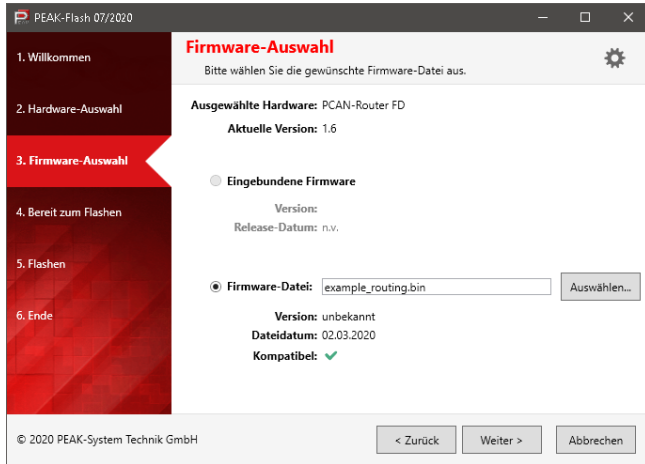 PEAK-Flash 07/2020
1. Willkommen
2. Hardware-Auswahl
3. Firmware-Auswahl
4. Bereit zum Flashen
5. Flashen
6. Ende
Firmware-Auswahl
Bitte wählen Sie die gewünschte Firmware-Datei aus.
Ausgewählte Hardware: PCAN-Router FD
Aktuelle Version: 1.6
Eingebundene Firmware
Version:
Release-Datum: n.v.
Firmware-Datei: example_routing.bin Auswählen...
Version: unbekannt
Dateidatum: 02.03.2020
Kompatibel:
© 2020 PEAK-System Technik GmbH
< Zurück Weiter > Abbrechen